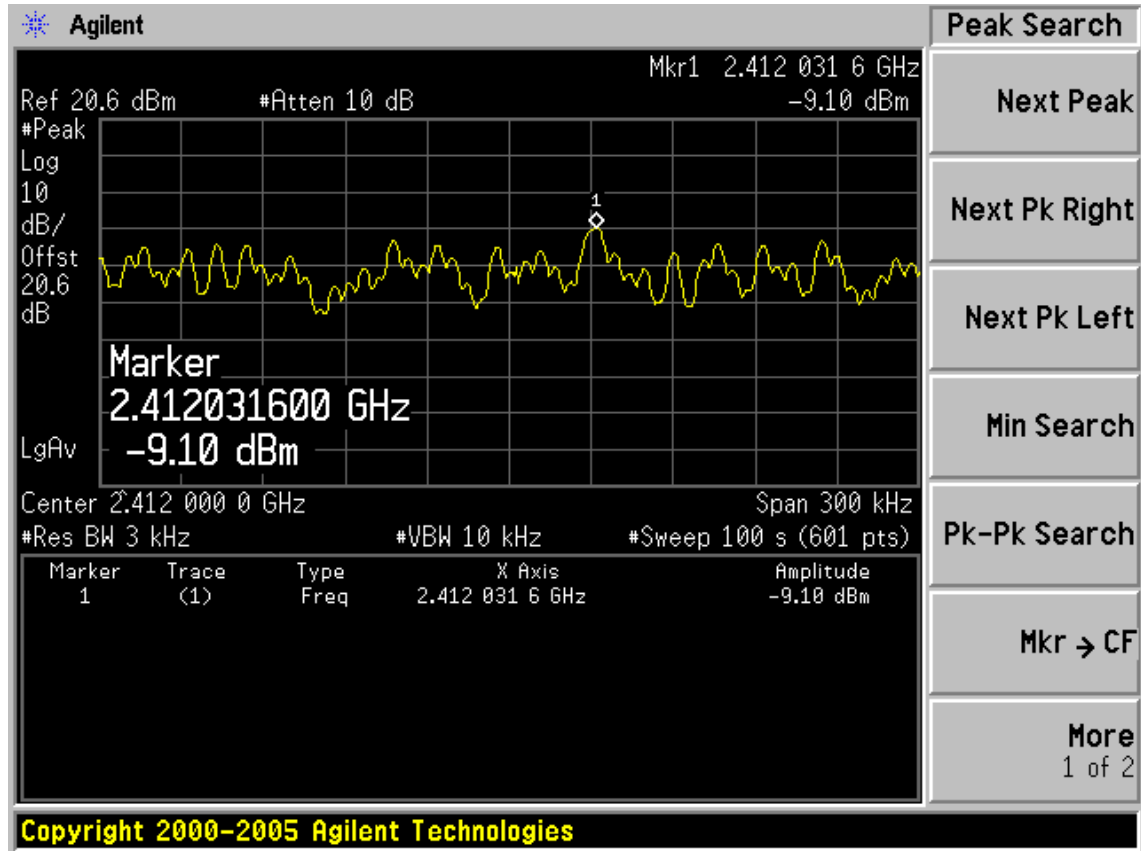 Agilent
Peak Search
Mkr1 2.412 031 6 GHz
Ref 20.6 dBm #Atten 10 dB -9.10 dBm
#Peak
Log
10
dB/
Offst
20.6
dB
LgAv
1
Marker
2.412031600 GHz
-9.10 dBm
Center 2.412 000 0 GHz Span 300 kHz
#Res BW 3 kHz #VBW 10 kHz #Sweep 100 s (601 pts)
Marker Trace Type X Axis Amplitude
1 (1) Freq 2.412 031 6 GHz -9.10 dBm
Next Peak
Next Pk Right
Next Pk Left
Min Search
Pk-Pk Search
Mkr → CF
More
1 of 2
Copyright 2000-2005 Agilent Technologies